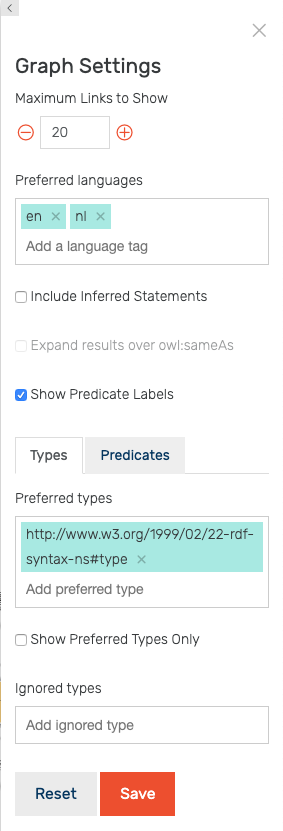 Graph Settings
Maximum Links to Show
20
Preferred languages
en × nl ×
Add a language tag
Include Inferred Statements
Expand results over owl:sameAs
Show Predicate Labels
Types Predicates
Preferred types
http://www.w3.org/1999/02/22-rdf-
syntax-ns#type ×
Add preferred type
Show Preferred Types Only
Ignored types
Add ignored type
Reset Save